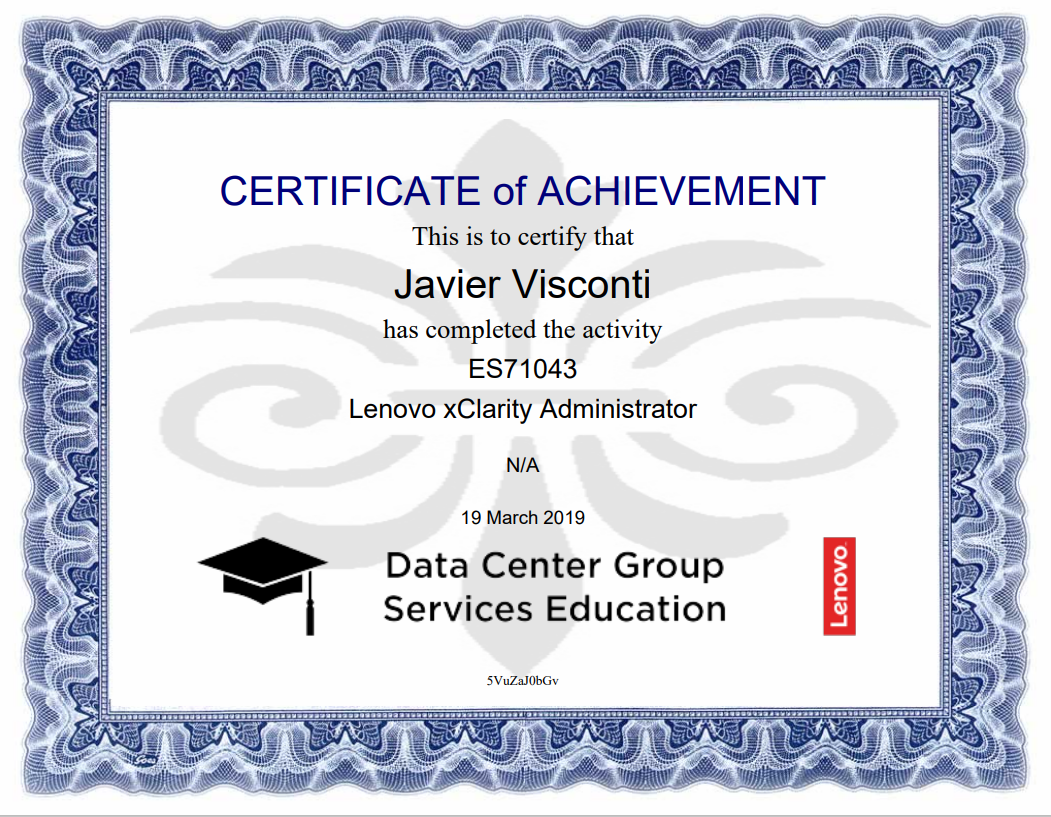 CERTIFICATE of ACHIEVEMENT
This is to certify that
Javier Visconti
has completed the activity
ES71043
Lenovo xClarity Administrator
N/A
19 March 2019
Data Center Group
Services Education
Lenovo
5VuZaJ0bGv
Goes